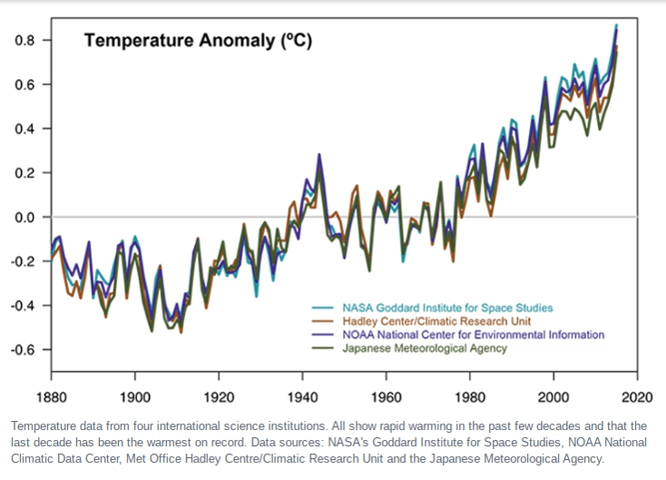 Temperature Anomaly (ºC)
0.8
0.6
0.4
0.2
0.0
-0.2
-0.4
-0.6
NASA Goddard Institute for Space Studies
Hadley Center/Climatic Research Unit
NOAA National Center for Environmental Information
Japanese Meteorological Agency
1880 1900 1920 1940 1960 1980 2000 2020
Temperature data from four international science institutions. All show rapid warming in the past few decades and that the
last decade has been the warmest on record. Data sources: NASA's Goddard Institute for Space Studies, NOAA National
Climatic Data Center, Met Office Hadley Centre/Climatic Research Unit and the Japanese Meteorological Agency.